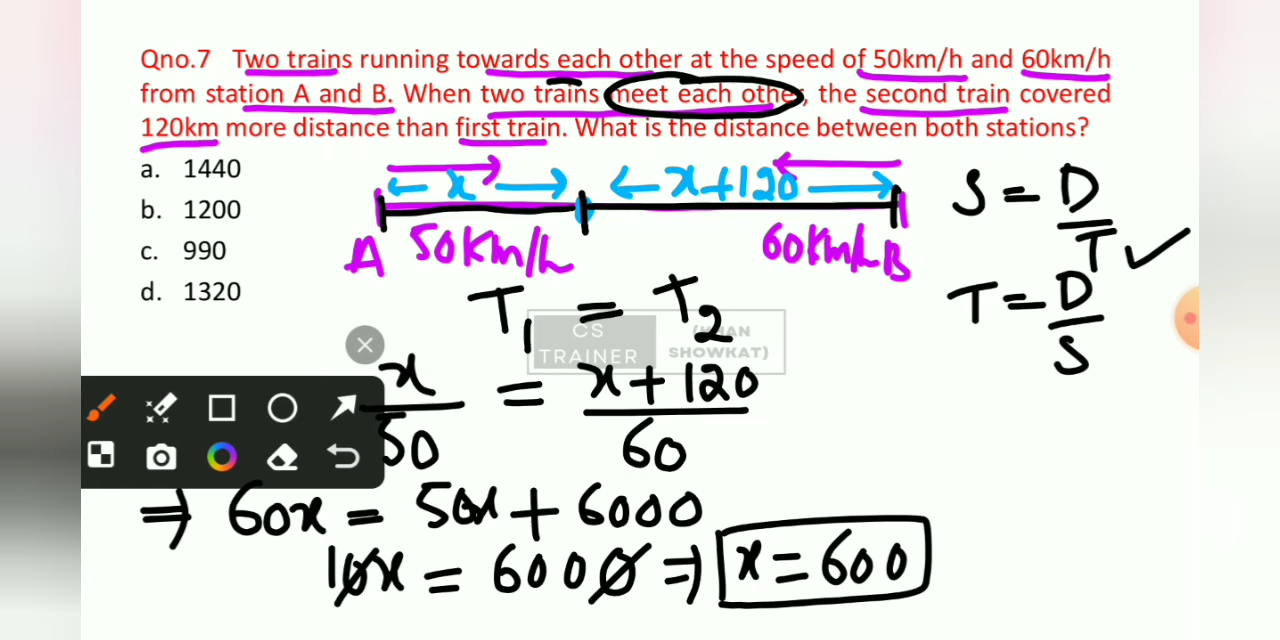 Qno.7 Two trains running towards each other at the speed of 50km/h and 60km/h
from station A and B. When two trains meet each other, the second train covered
120km more distance than first train. What is the distance between both stations?
a. 1440
b. 1200
c. 990
d. 1320
x x+120
A 50Km/h 60Km/h B
S = D/T ✓
T = D/S
T1 = T2
CS TRAINER (KHAN SHOWKAT)
x/50 = x+120/60
⇒ 60x = 50x + 6000
10x = 6000 ⇒ x = 600